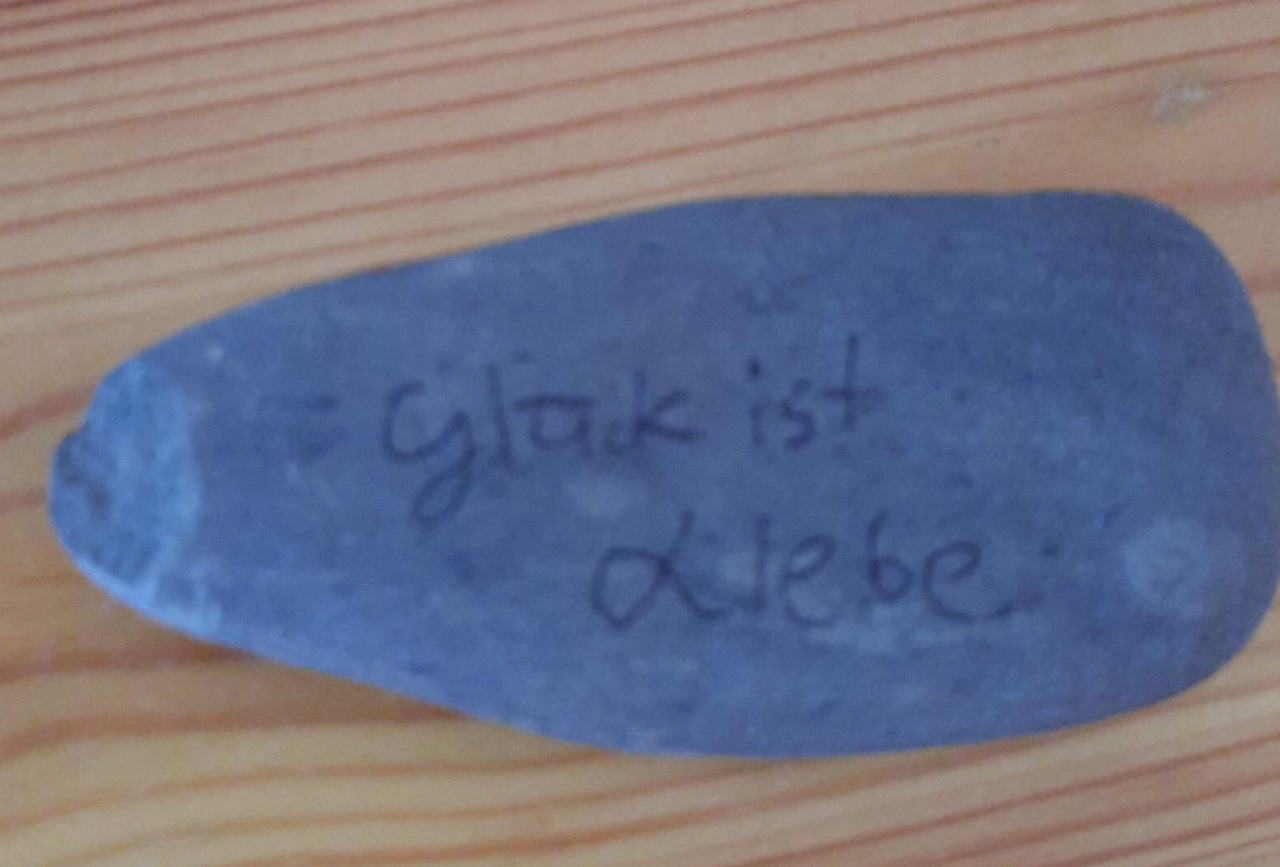 = Glück ist
Liebe.